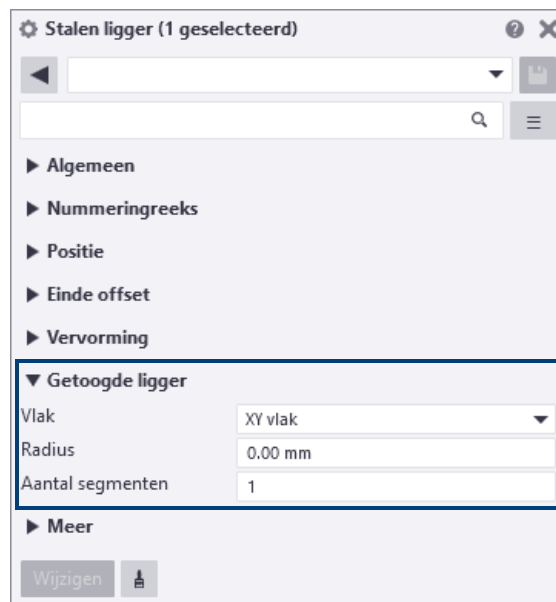 Stalen ligger (1 geselecteerd)
Algemeen
Nummeringreeks
Positie
Einde offset
Vervorming
Getoogde ligger
Vlak XY vlak
Radius 0.00 mm
Aantal segmenten 1
Meer
Wijzigen